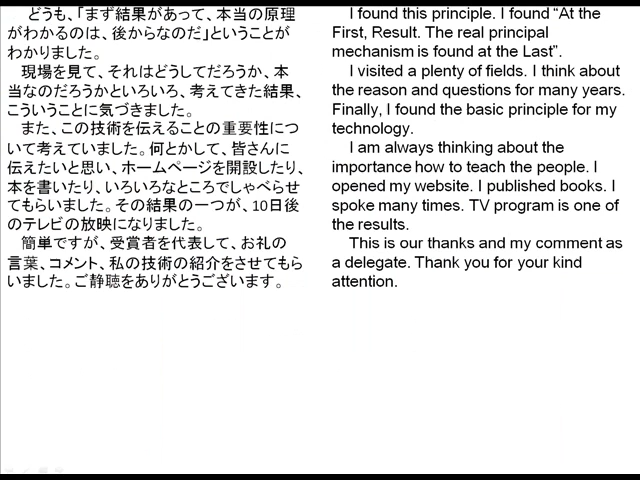 どうも、「まず結果があって、本当の原理
がわかるのは、後からなのだ」ということが
わかりました。
現場を見て、それはどうしてだろうか、本
当なのだろうかといろいろ、考えてきた結果、
こういうことに気づきました。
また、この技術を伝えることの重要性につ
いて考えていました。何とかして、皆さんに
伝えたいと思い、ホームページを開設したり、
本を書いたり、いろいろなところでしゃべらせ
てもらいました。その結果の一つが、10日後
のテレビの放映になりました。
簡単ですが、受賞者を代表して、お礼の
言葉、コメント、私の技術の紹介をさせてもら
いました。ご静聴をありがとうございます。
I found this principle. I found “At the
First, Result. The real principal
mechanism is found at the Last”.
I visited a plenty of fields. I think about
the reason and questions for many years.
Finally, I found the basic principle for my
technology.
I am always thinking about the
importance how to teach the people. I
opened my website. I published books. I
spoke many times. TV program is one of
the results.
This is our thanks and my comment as
a delegate. Thank you for your kind
attention.